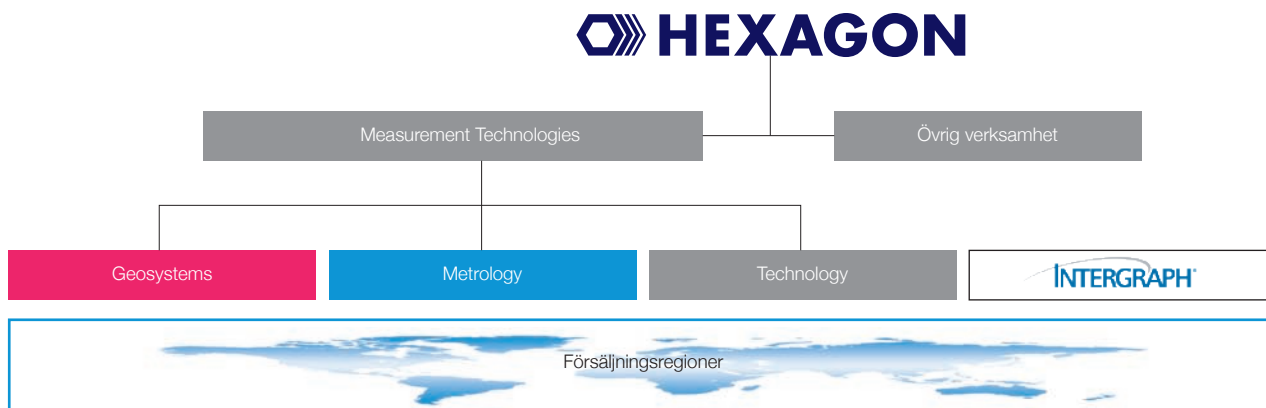 HEXAGON
Measurement Technologies
Övrig verksamhet
Geosystems
Metrology
Technology
INTERGRAPH
Försäljningsregioner